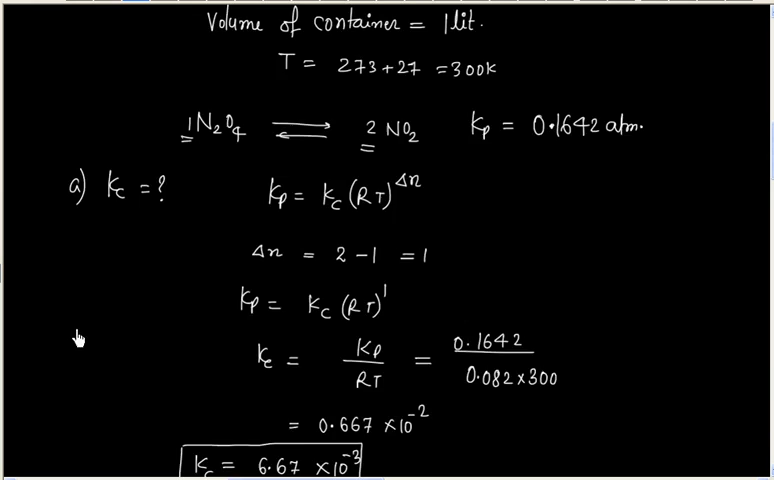 Volume of container = 1 lit.
T = 273+27 = 300K
1N₂O₄ ⇌ 2 NO₂ Kp = 0.1642 atm.
a) Kc = ? Kp = Kc (RT)^Δn
Δn = 2 - 1 = 1
Kp = Kc (RT)^1
Kc = Kp/RT = 0.1642/0.082 × 300
= 0.667 × 10^-2
Kc = 6.67 × 10^-3